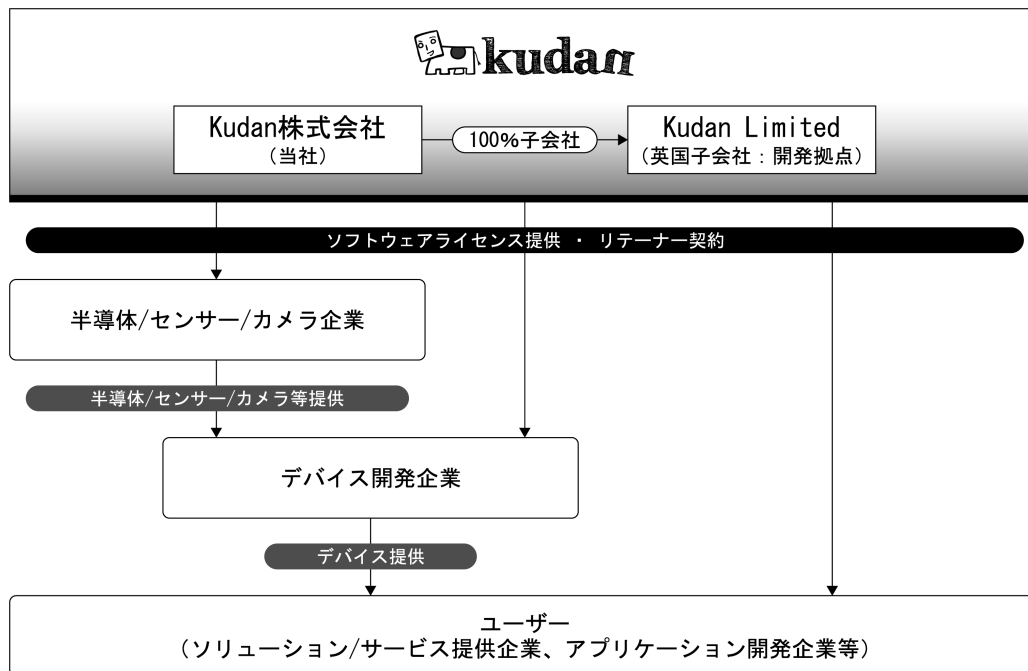 kudan
Kudan株式会社
(当社)
100%子会社
Kudan Limited
(英国子会社:開発拠点)
ソフトウェアライセンス提供 ・ リテーナー契約
半導体/センサー/カメラ企業
半導体/センサー/カメラ等提供
デバイス開発企業
デバイス提供
ユーザー
(ソリューション/サービス提供企業、アプリケーション開発企業等)